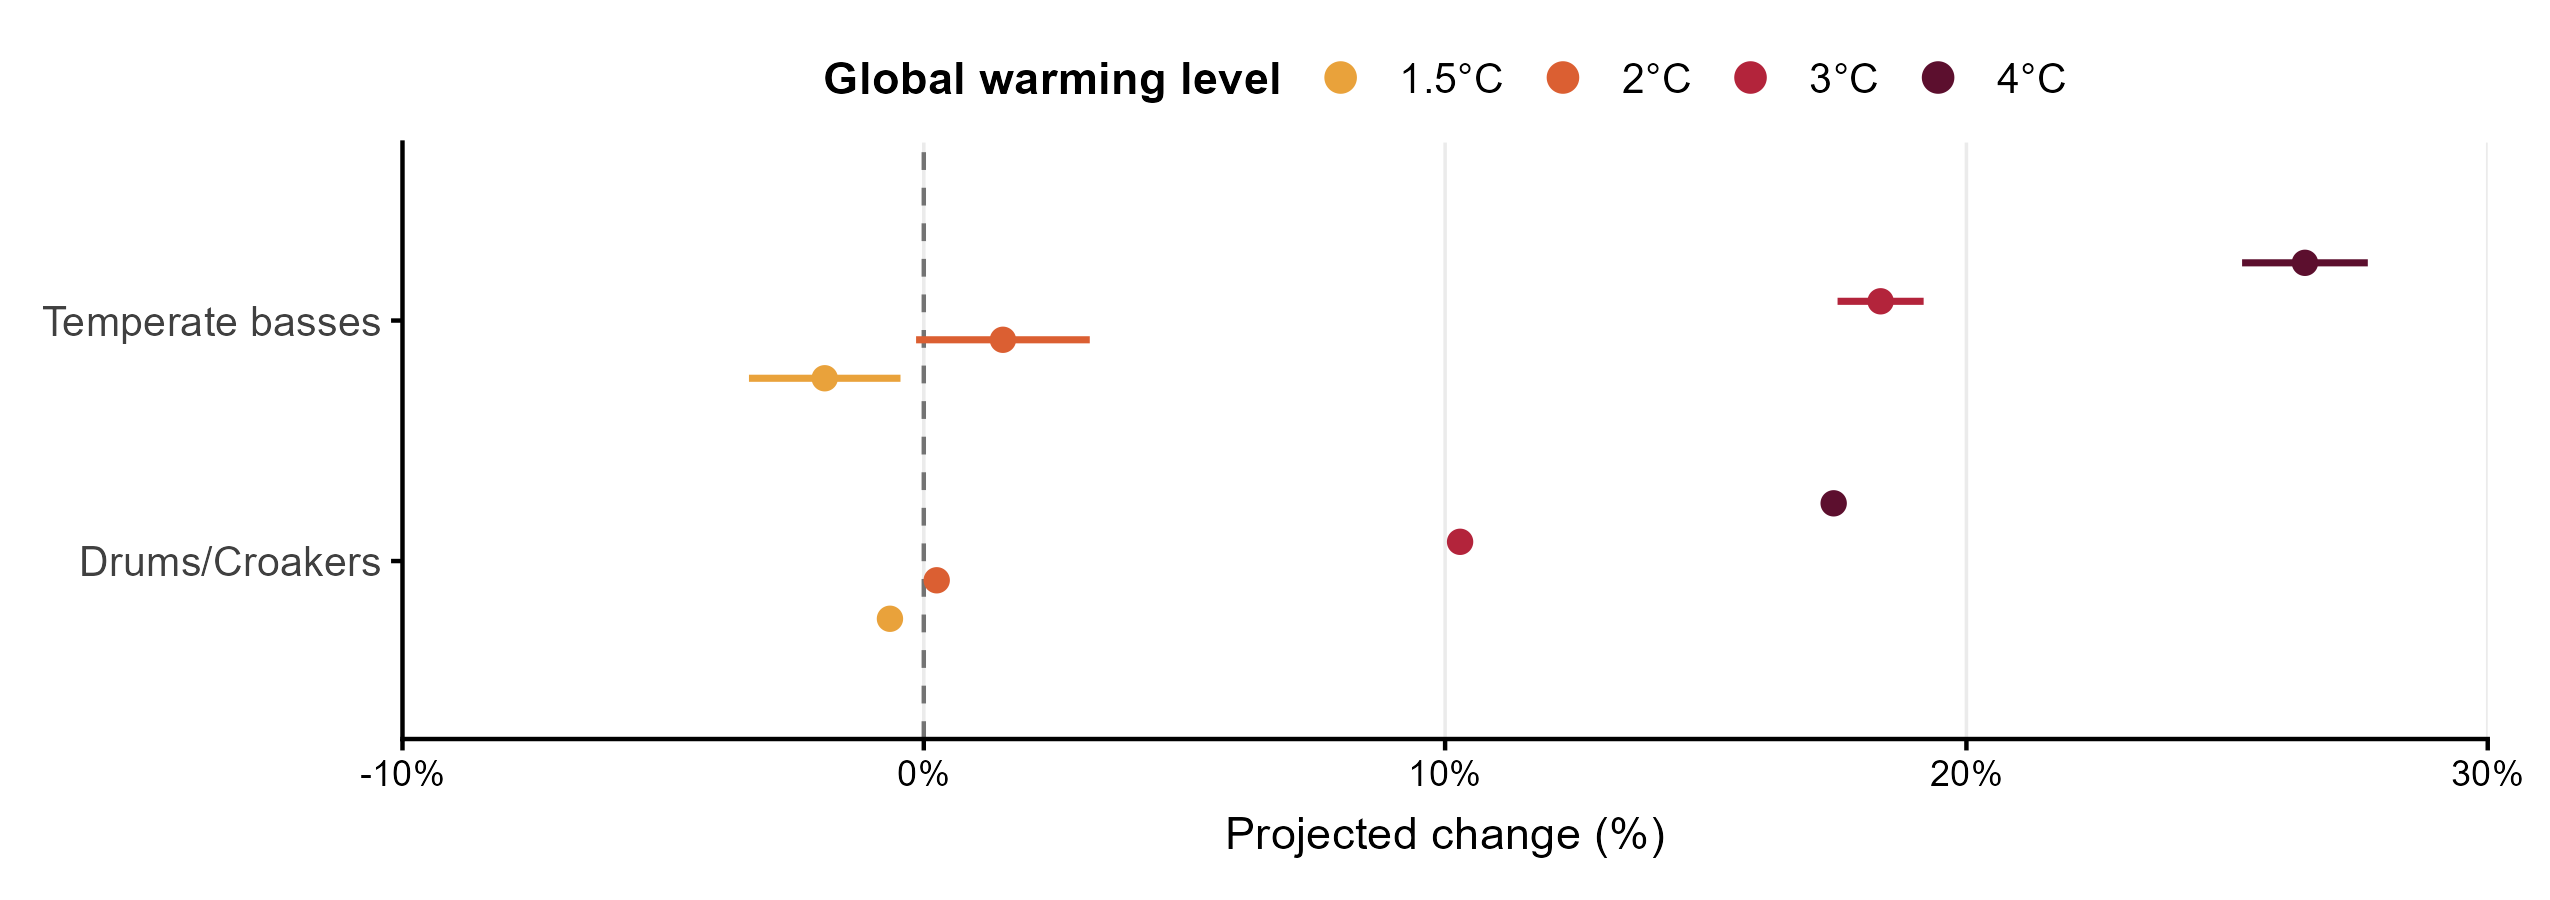 Global warming level 1.5°C 2°C 3°C 4°C
Temperate basses
Drums/Croakers
-10% 0% 10% 20% 30%
Projected change (%)